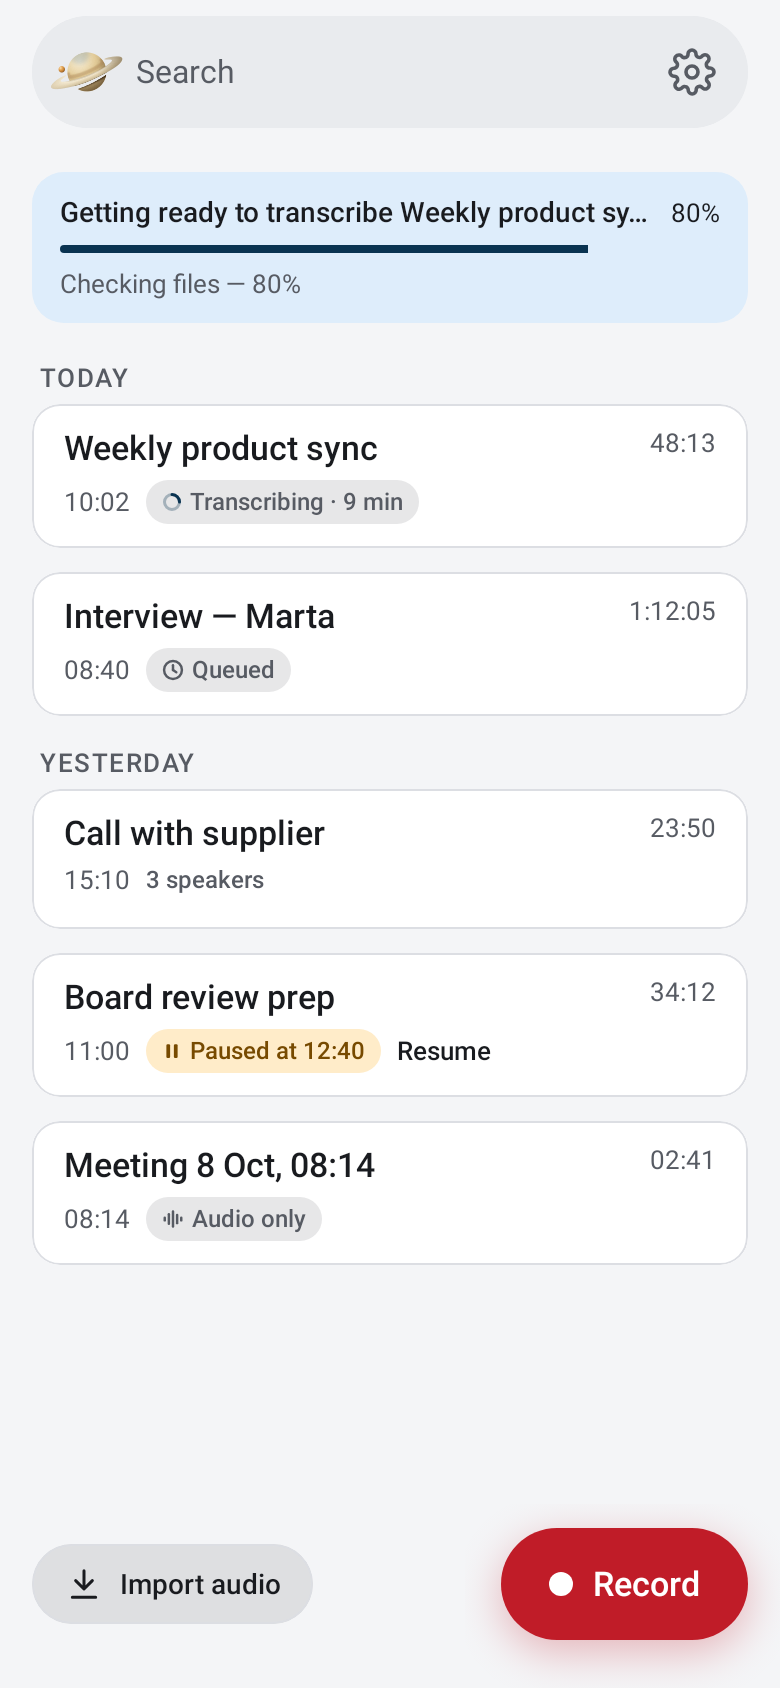 Search
Getting ready to transcribe Weekly product sy... 80%
Checking files — 80%
TODAY
Weekly product sync 48:13
10:02 Transcribing · 9 min
Interview — Marta 1:12:05
08:40 Queued
YESTERDAY
Call with supplier 23:50
15:10 3 speakers
Board review prep 34:12
11:00 Paused at 12:40 Resume
Meeting 8 Oct, 08:14 02:41
08:14 Audio only
Import audio Record